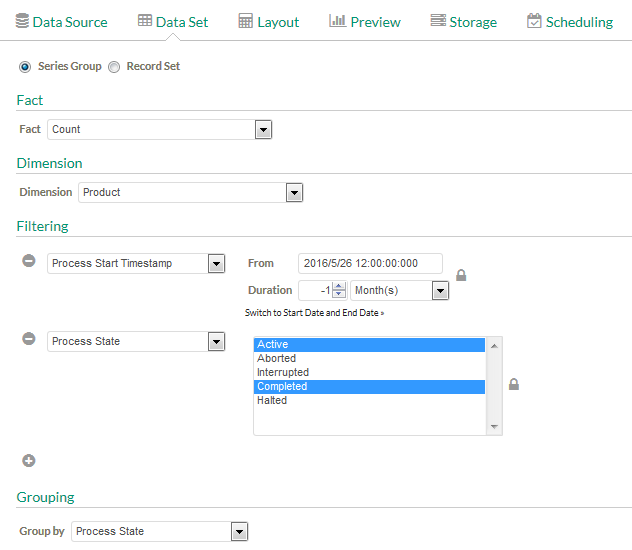 Data Source Data Set Layout Preview Storage Scheduling
Series Group Record Set
Fact
Fact Count
Dimension
Dimension Product
Filtering
Process Start Timestamp From 2016/5/26 12:00:00:000
Duration -1 Month(s)
Switch to Start Date and End Date »
Process State Active
Aborted
Interrupted
Completed
Halted
Grouping
Group by Process State